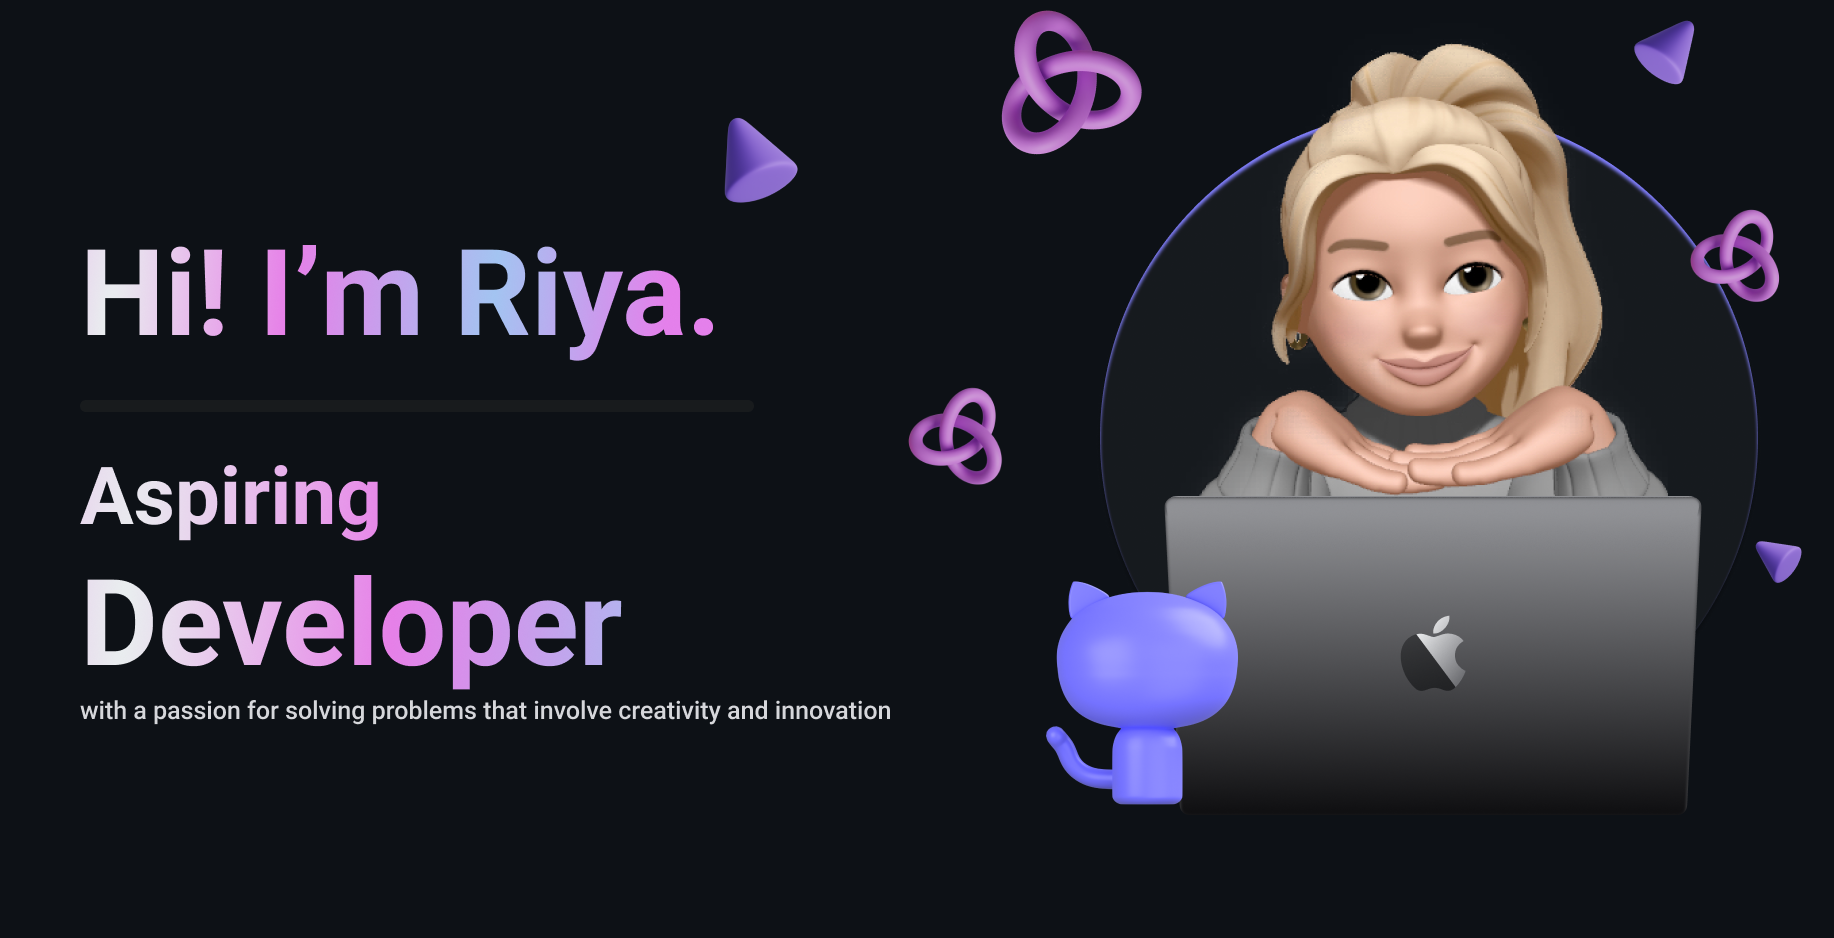 Hi! I’m Riya.
Aspiring
Developer
with a passion for solving problems that involve creativity and innovation